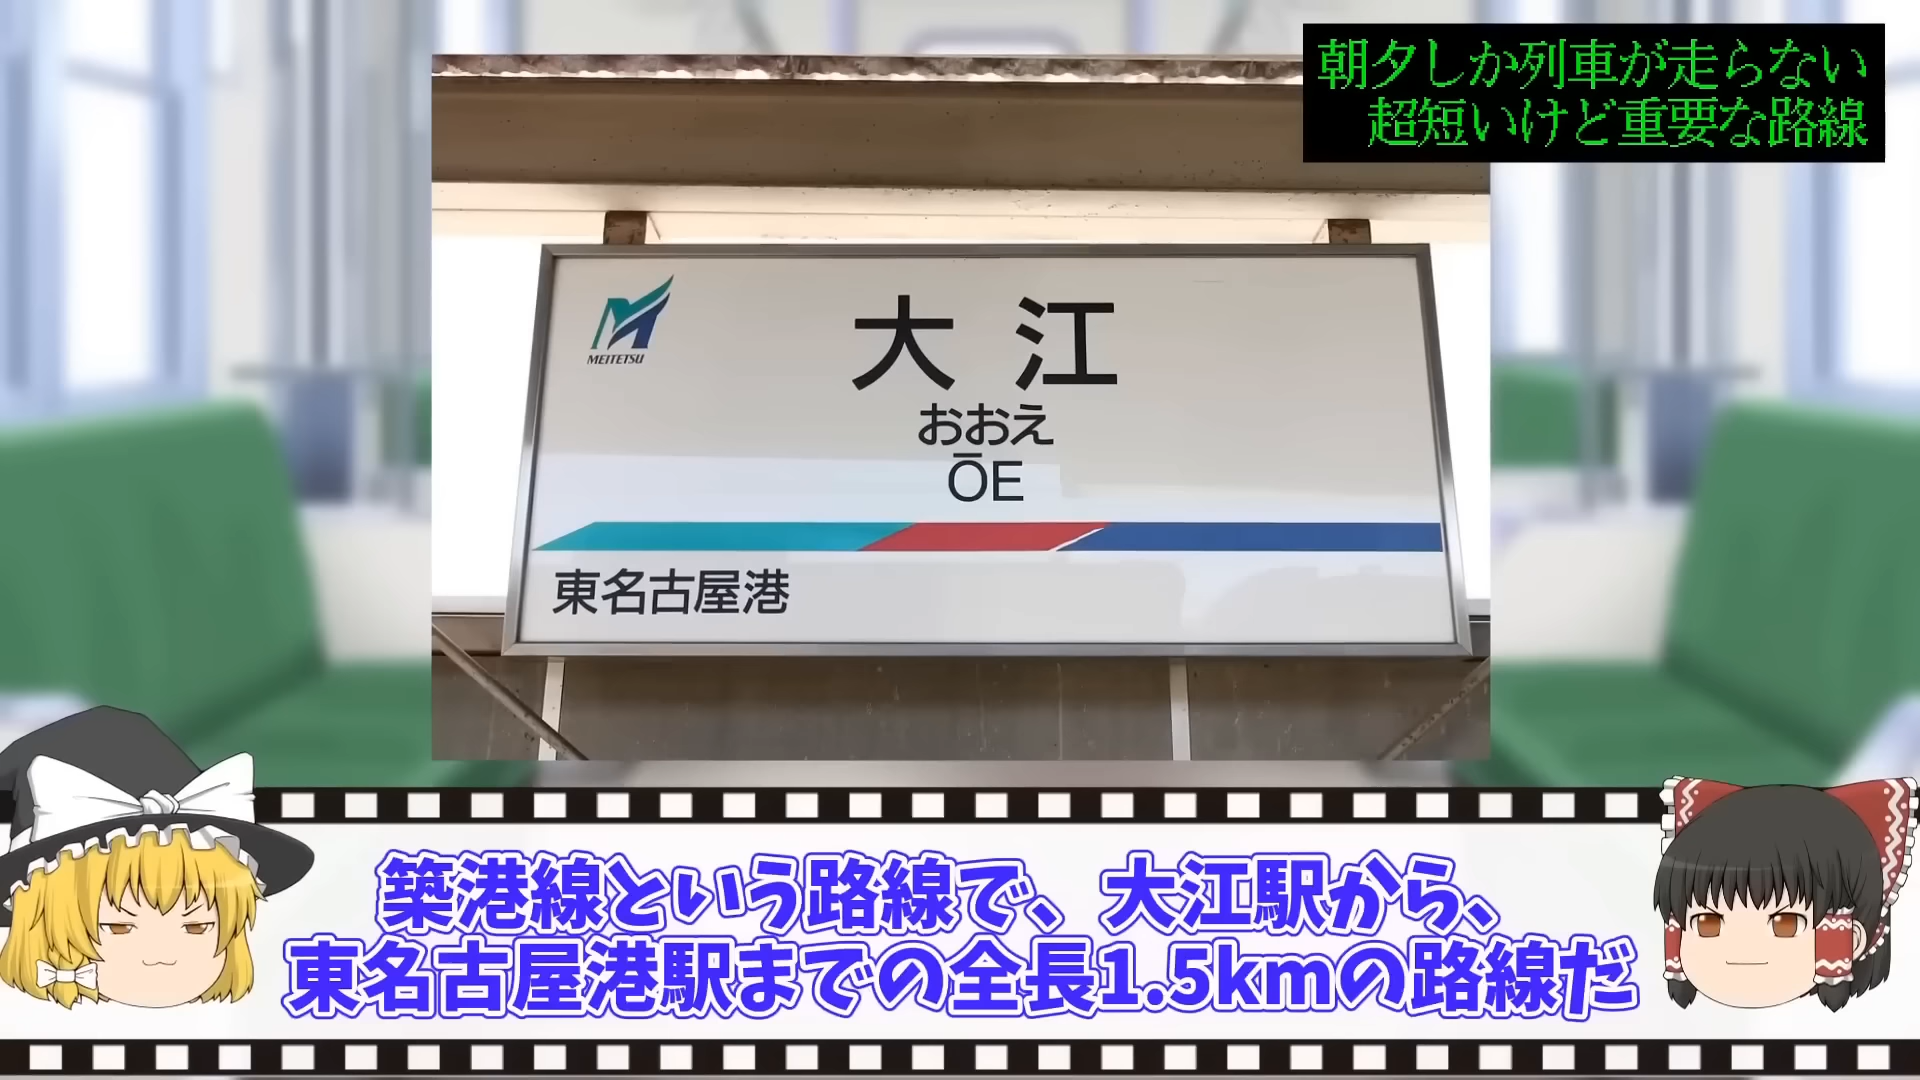 朝夕しか列車が走らない
超短いけど重要な路線
MEITETSU
大江
おおえ
ŌE
東名古屋港
築港線という路線で、大江駅から、
東名古屋港駅までの全長1.5kmの路線だ